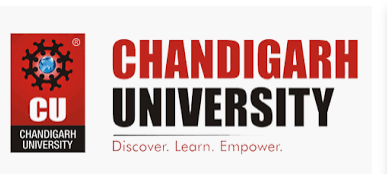 ®
CU
CHANDIGARH
UNIVERSITY
CHANDIGARH
UNIVERSITY
Discover. Learn. Empower.